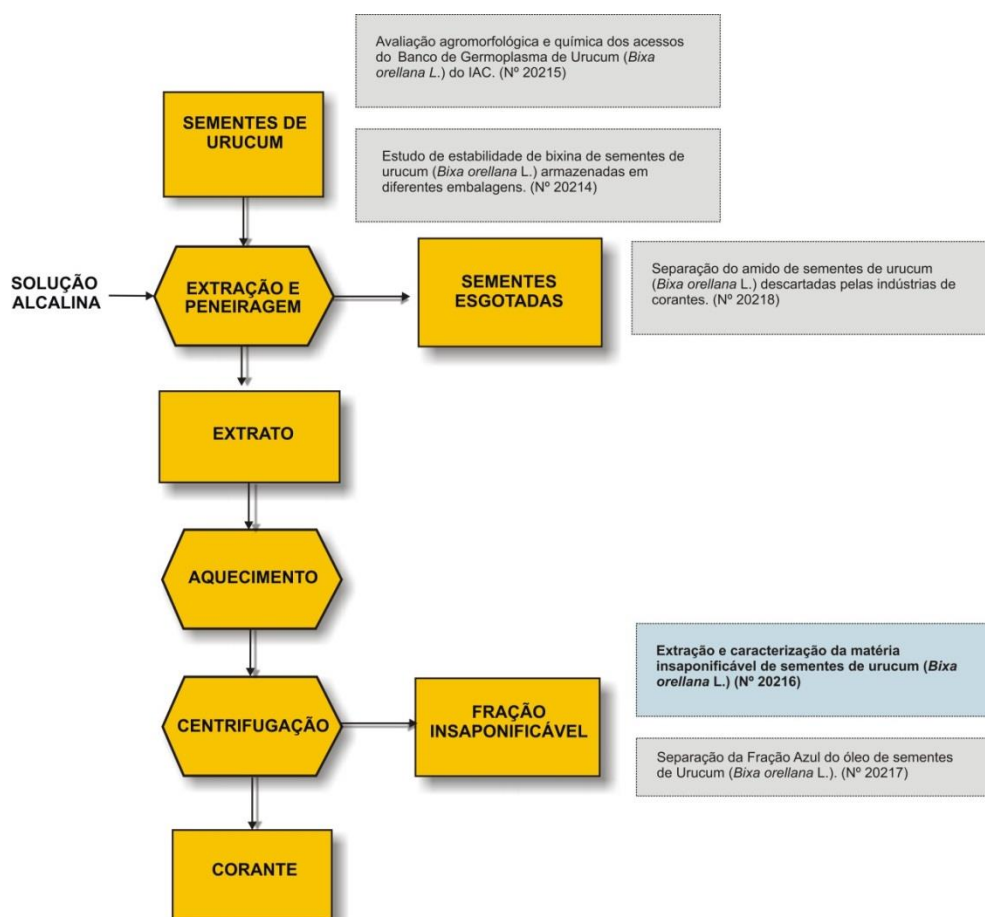 Avaliação agromorfológica e química dos acessos
do Banco de Germoplasma de Urucum (Bixa
orellana L.) do IAC. (Nº 20215)
SEMENTES DE
URUCUM
Estudo de estabilidade de bixina de sementes de
urucum (Bixa orellana L.) armazenadas em
diferentes embalagens. (Nº 20214)
SOLUÇÃO
ALCALINA
EXTRAÇÃO E
PENEIRAGEM
SEMENTES
ESGOTADAS
Separação do amido de sementes de urucum
(Bixa orellana L.) descartadas pelas indústrias de
corantes. (Nº 20218)
EXTRATO
AQUECIMENTO
CENTRIFUGAÇÃO
FRAÇÃO
INSAPONIFICÁVEL
Extração e caracterização da matéria
insaponificável de sementes de urucum (Bixa
orellana L.) (Nº 20216)
Separação da Fração Azul do óleo de sementes
de Urucum (Bixa orellana L.). (Nº 20217)
CORANTE